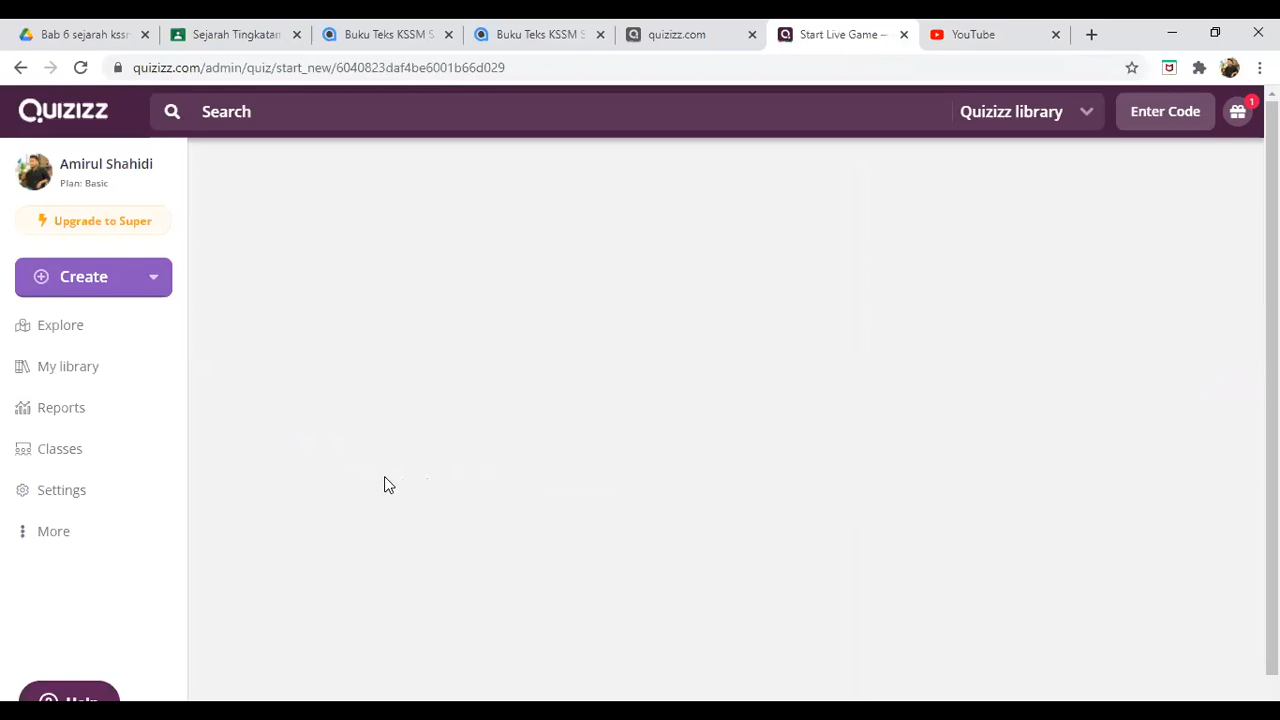 Bab 6 sejarah kssm
Sejarah Tingkatan
Buku Teks KSSM S
Buku Teks KSSM S
quizizz.com
Start Live Game —
YouTube
quizizz.com/admin/quiz/start_new/6040823daf4be6001b66d029
QUIZIZZ
Search
Quizizz library
Enter Code
1
Amirul Shahidi
Plan: Basic
Upgrade to Super
Create
Explore
My library
Reports
Classes
Settings
More
Help